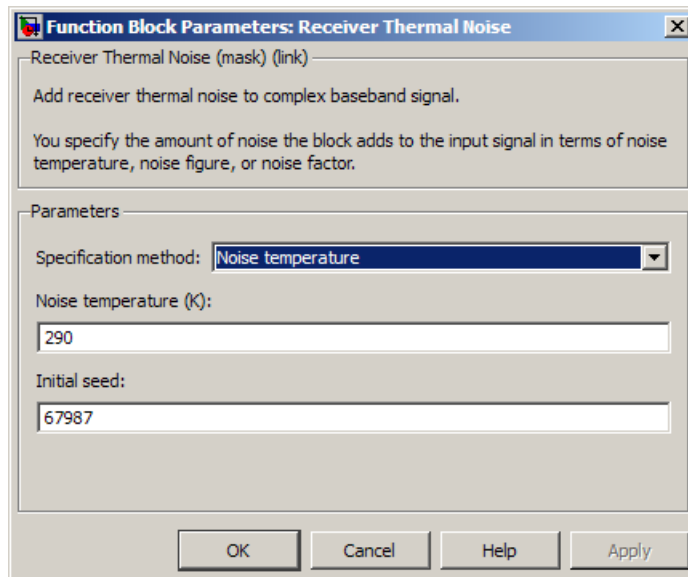 Function Block Parameters: Receiver Thermal Noise
Receiver Thermal Noise (mask) (link)
Add receiver thermal noise to complex baseband signal.
You specify the amount of noise the block adds to the input signal in terms of noise
temperature, noise figure, or noise factor.
Parameters
Specification method: Noise temperature
Noise temperature (K):
290
Initial seed:
67987
OK Cancel Help Apply